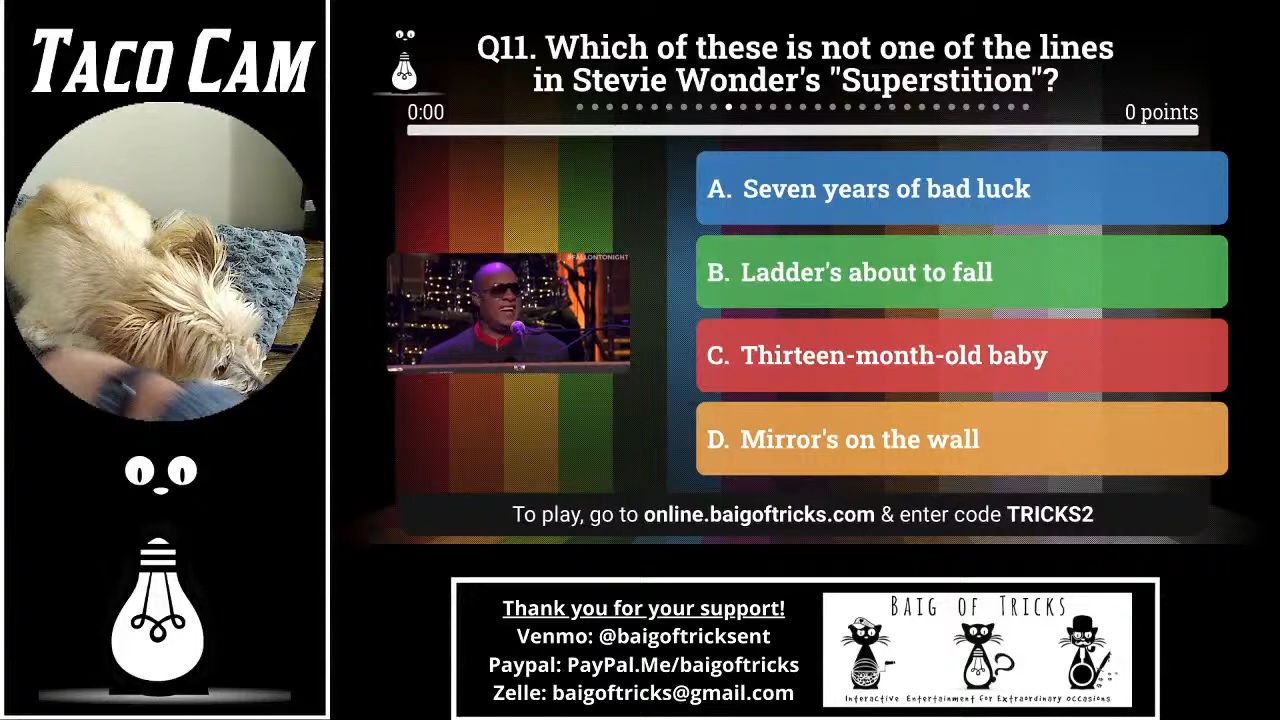 TACO CAM
Q11. Which of these is not one of the lines
in Stevie Wonder's "Superstition"?
0:00
0 points
#FALLONTONIGHT
A. Seven years of bad luck
B. Ladder's about to fall
C. Thirteen-month-old baby
D. Mirror's on the wall
To play, go to online.baigoftricks.com & enter code TRICKS2
Thank you for your support!
Venmo: @baigoftricksent
Paypal: PayPal.Me/baigoftricks
Zelle: baigoftricks@gmail.com
BAIG OF TRICKS
Interactive Entertainment for Extraordinary occasions